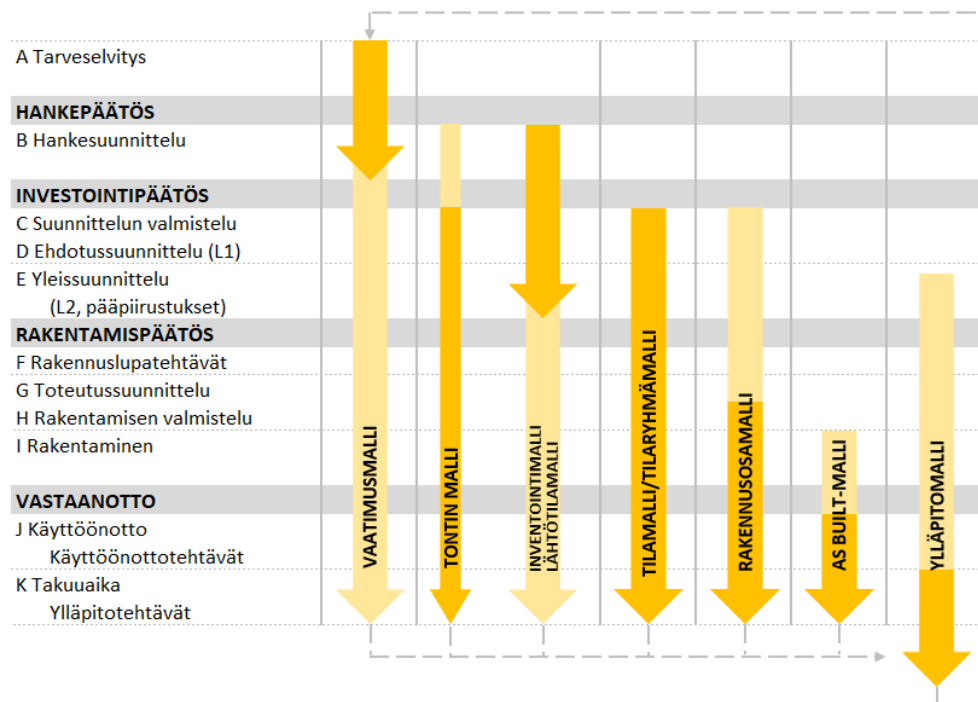 A Tarveselvitys
HANKEPÄÄTÖS
B Hankesuunnittelu
INVESTOINTIPÄÄTÖS
C Suunnittelun valmistelu
D Ehdotussuunnittelu (L1)
E Yleissuunnittelu
(L2, pääpiirustukset)
RAKENTAMISPÄÄTÖS
F Rakennuslupatehtävät
G Toteutussuunnittelu
H Rakentamisen valmistelu
I Rakentaminen
VASTAANOTTO
J Käyttöönotto
Käyttöönottotehtävät
K Takuuaika
Ylläpitotehtävät
VAATIMUSMALLI
TONTIN MALLI
INVENTOINTIMALLI
LÄHTÖTILAMALLI
TILAMALLI/TILARYHMÄMALLI
RAKENNUSOSAMALLI
AS BUILT-MALLI
YLLÄPITOMALLI